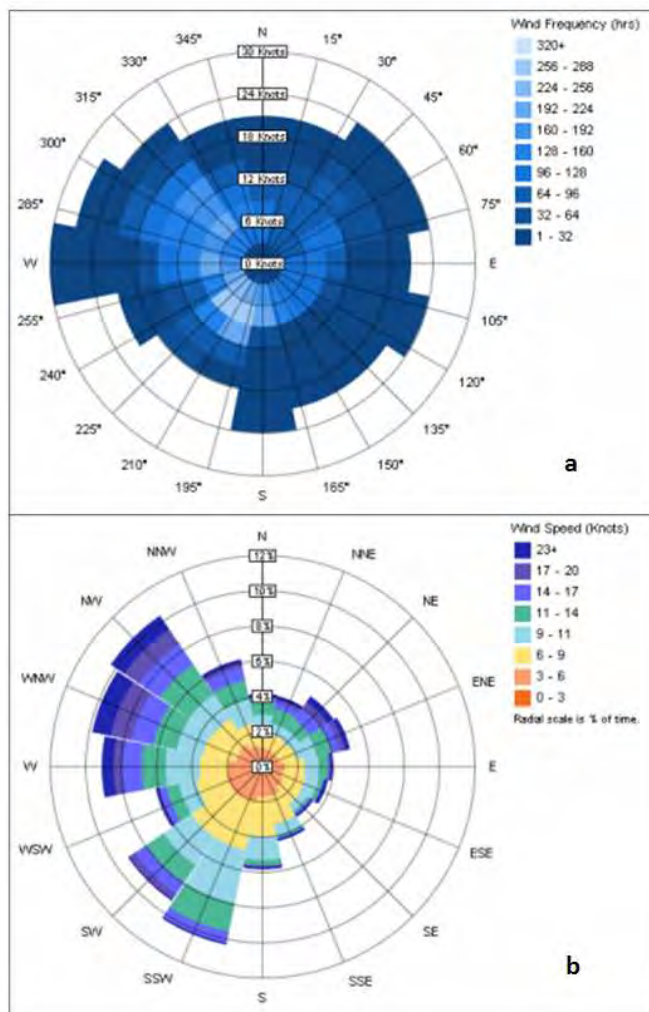 Wind Frequency (hrs)
320+
256 - 288
224 - 256
192 - 224
160 - 192
128 - 160
96 - 128
64 - 96
32 - 64
1 - 32
N
345°
15°
330°
30°
315°
45°
300°
60°
285°
75°
W
E
255°
105°
240°
120°
225°
135°
210°
150°
195°
165°
S
30 Knots
24 Knots
18 Knots
12 Knots
6 Knots
0 Knots
a
Wind Speed (Knots)
23+
17 - 20
14 - 17
11 - 14
9 - 11
6 - 9
3 - 6
0 - 3
Radial scale is % of time.
N
NNW
NNE
NW
NE
WNW
ENE
W
E
WSW
ESE
SW
SE
SSW
SSE
S
12%
10%
8%
6%
4%
2%
0%
b